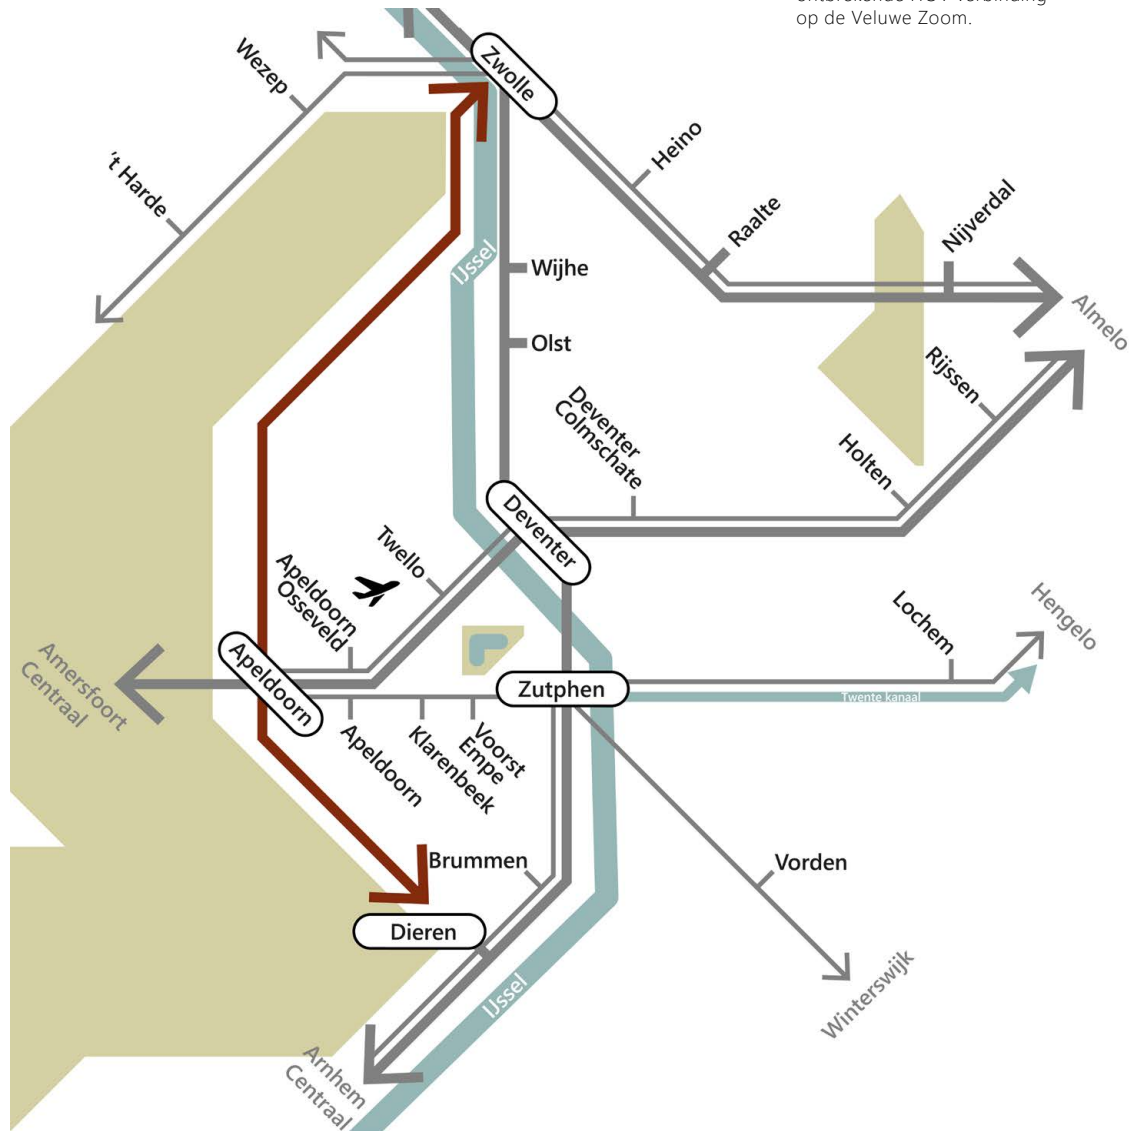 op de Veluwe Zoom.
Zwolle
Wezep
't Harde
Heino
Raalte
Nijverdal
Almelo
IJssel
Wijhe
Olst
Rijssen
Holten
Deventer
Colmschate
Deventer
Twello
Apeldoorn
Osseveld
Lochem
Hengelo
Amersfoort
Centraal
Apeldoorn
Zutphen
Twente kanaal
Apeldoorn
Klarenbeek
Voorst
Empe
Brummen
Vorden
Dieren
IJssel
Winterswijk
Arnhem
Centraal